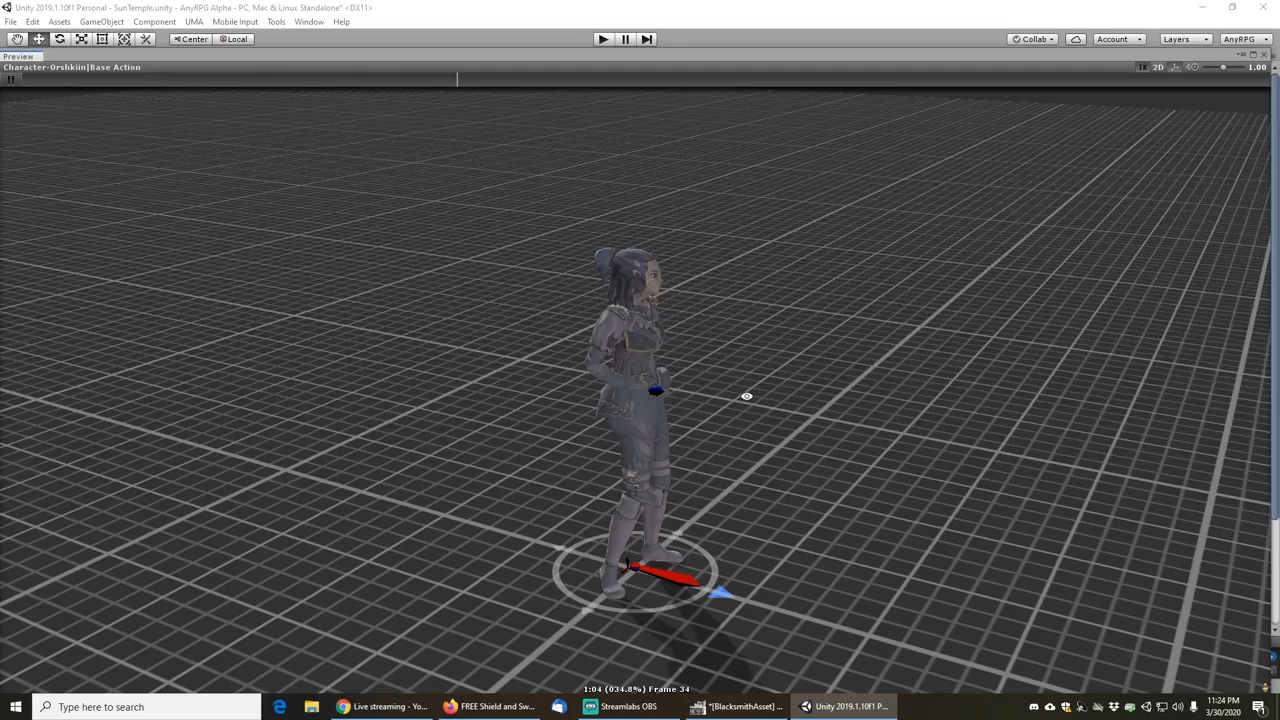 Unity 2019.1.10f1 Personal - SunTemple.unity - AnyRPG Alpha - PC, Mac & Linux Standalone* <DX11>
File Edit Assets GameObject Component UMA Mobile Input Tools Window Help
Center Local Collab Account Layers AnyRPG
Preview
Character-Orshkiin|Base Action IK 2D 1.00
1:04 (034.8%) Frame 34
Type here to search Live streaming - Yo... FREE Shield and Sw... Streamlabs OBS *[BlacksmithAsset] ... Unity 2019.1.10f1 P...
11:24 PM
3/30/2020